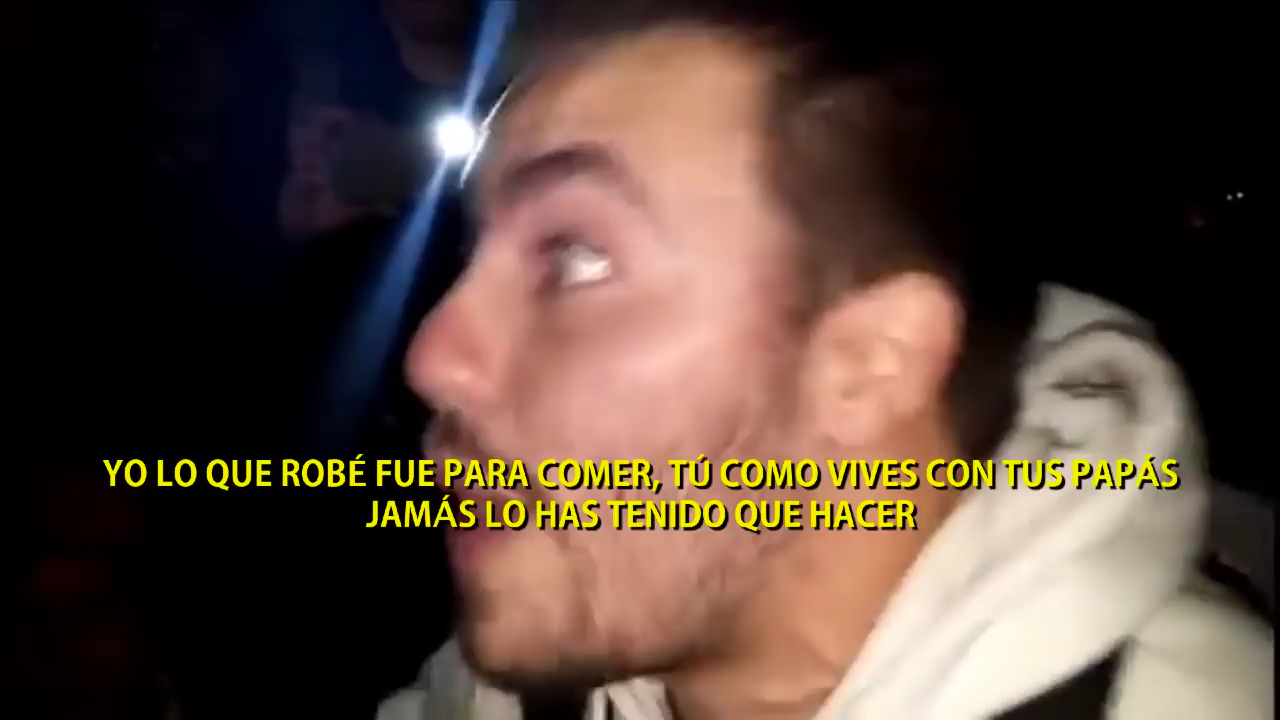 YO LO QUE ROBÉ FUE PARA COMER, TÚ COMO VIVES CON TUS PAPÁS
JAMÁS LO HAS TENIDO QUE HACER